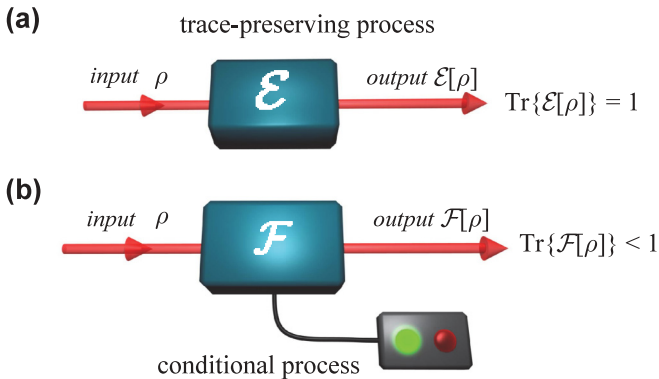 (a)
trace-preserving process
input ρ
ℰ
output ℰ[ρ]
Tr{ℰ[ρ]} = 1
(b)
input ρ
ℱ
output ℱ[ρ]
Tr{ℱ[ρ]} < 1
conditional process